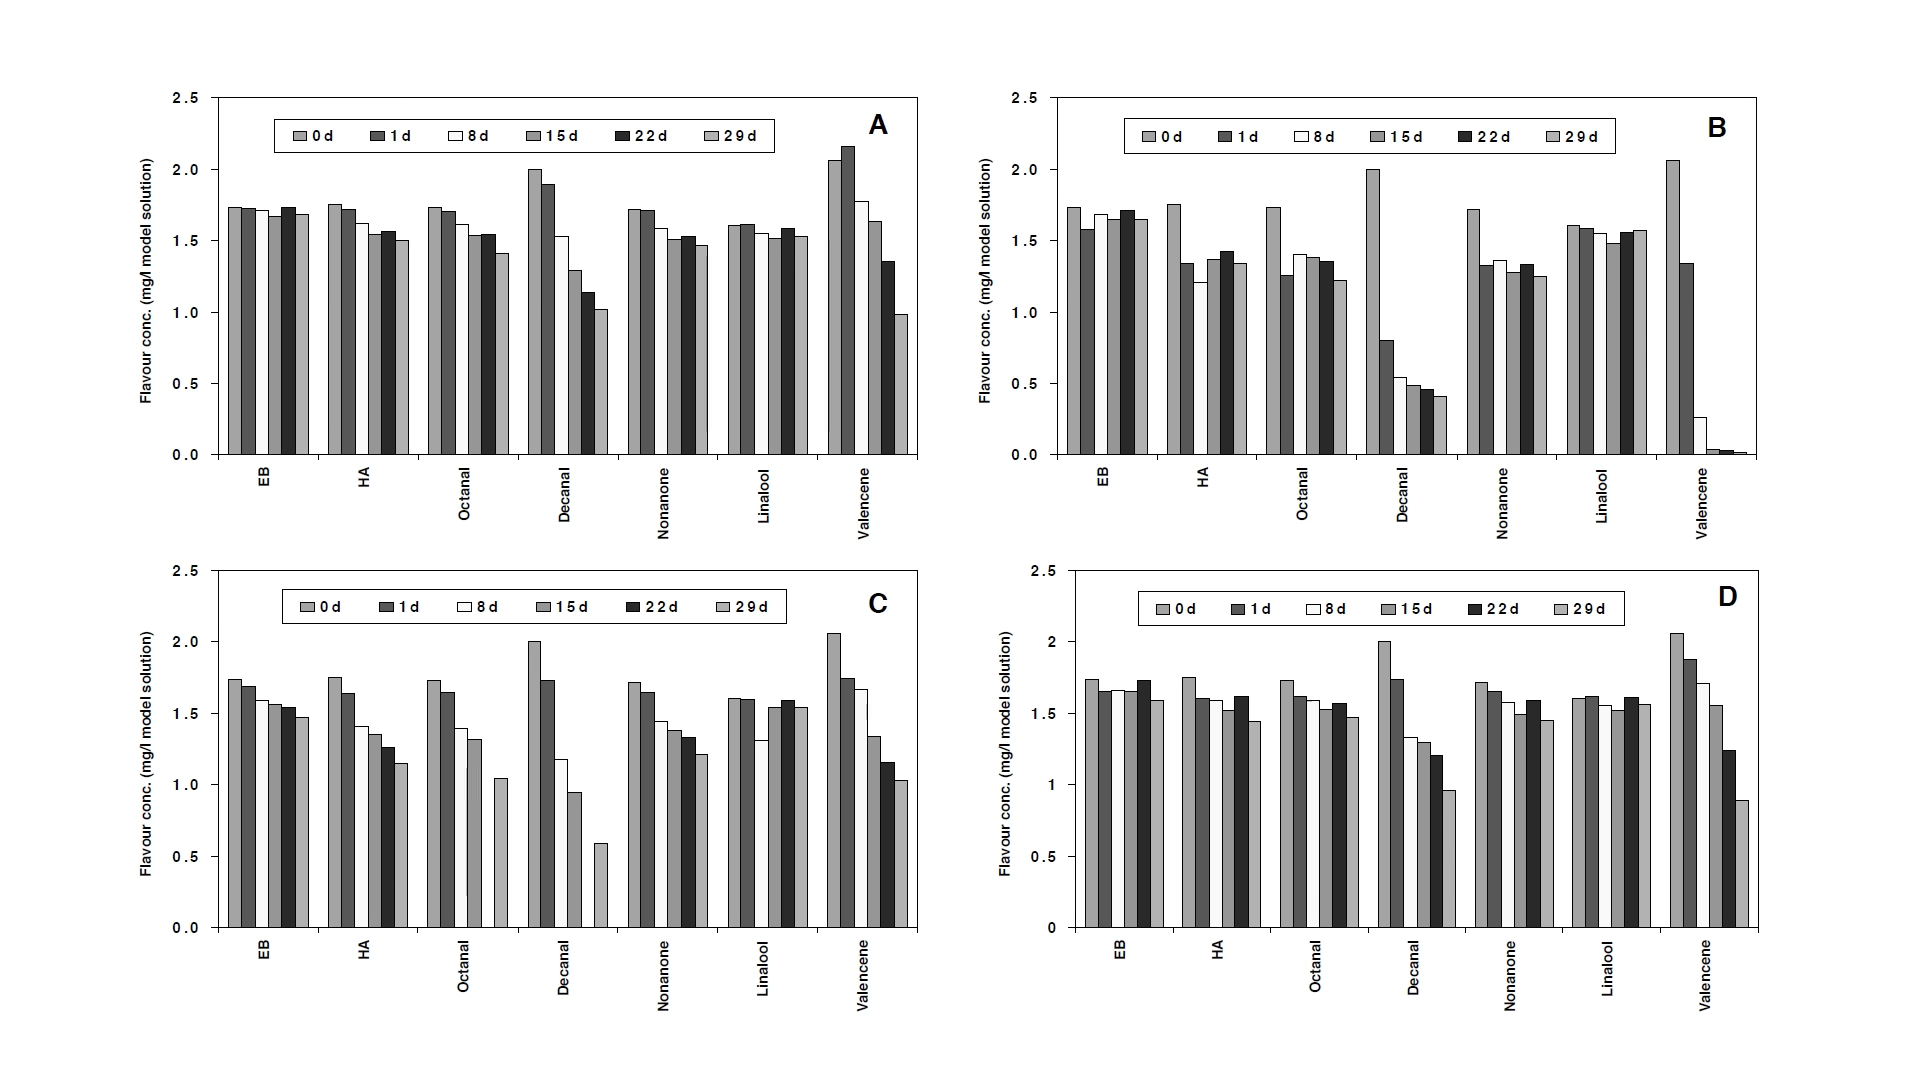 A
0d 1d 8d 15d 22d 29d
Flavour conc. (mg/l model solution)
2.5
2.0
1.5
1.0
0.5
0.0
EB
HA
Octanal
Decanal
Nonanone
Linalool
Valencene
B
0d 1d 8d 15d 22d 29d
Flavour conc. (mg/l model solution)
2.5
2.0
1.5
1.0
0.5
0.0
EB
HA
Octanal
Decanal
Nonanone
Linalool
Valencene
C
0d 1d 8d 15d 22d 29d
Flavour conc. (mg/l model solution)
2.5
2.0
1.5
1.0
0.5
0.0
EB
HA
Octanal
Decanal
Nonanone
Linalool
Valencene
D
0d 1d 8d 15d 22d 29d
Flavour conc. (mg/l model solution)
2.5
2
1.5
1
0.5
0
EB
HA
Octanal
Decanal
Nonanone
Linalool
Valencene